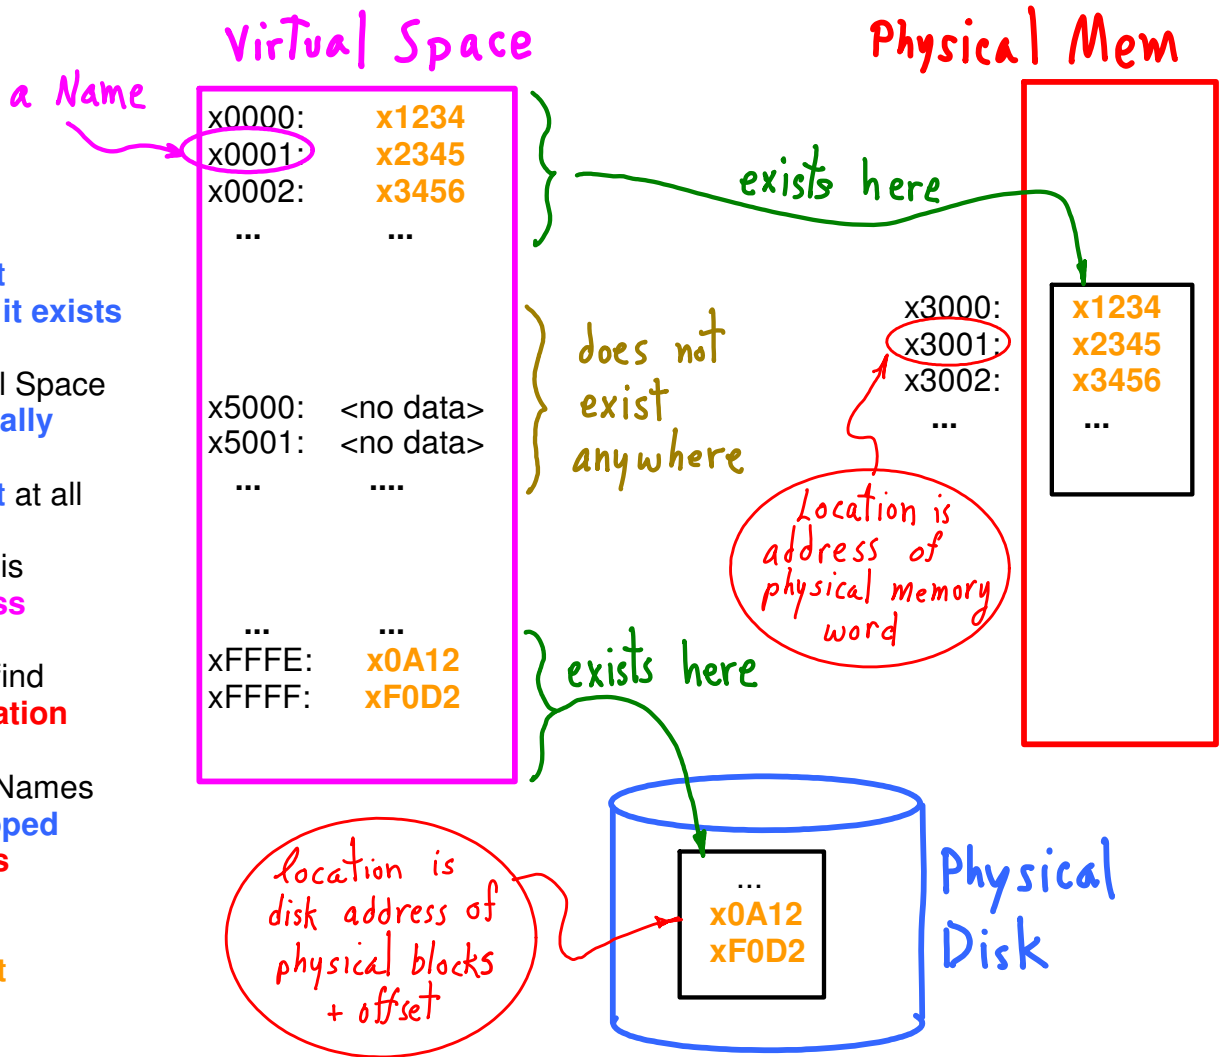 Virtual Space
Physical Mem
a Name
x0000: x1234
x0001: x2345
x0002: x3456
... ...
exists here
t
it exists
l Space
ally
t at all
is
ss
ind
ation
Names
pped
s
t
does not
exist
anywhere
x5000: <no data>
x5001: <no data>
... ....
x3000: x1234
x3001: x2345
x3002: x3456
... ...
Location is
address of
physical memory
word
... ...
xFFFE: x0A12
xFFFF: xF0D2
exists here
location is
disk address of
physical blocks
+ offset
...
x0A12
xF0D2
Physical
Disk